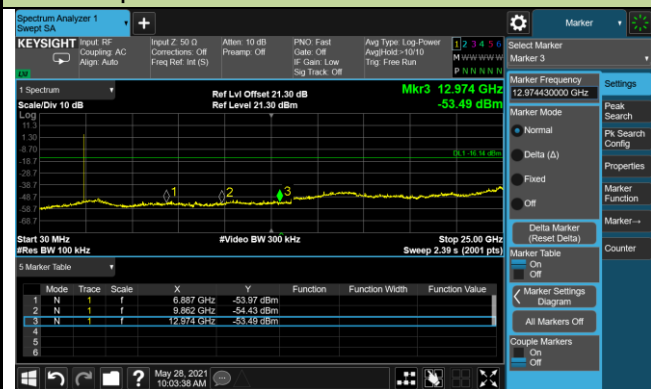 Spectrum Analyzer 1
Swept SA
Marker
KEYSIGHT
Input: RF
Coupling: AC
Align: Auto
Input Z: 50 Ω
Corrections: Off
Freq Ref: Int (S)
Atten: 10 dB
Preamp: Off
PNO: Fast
Gate: Off
IF Gain: Low
Sig Track: Off
Avg Type: Log-Power
Avg|Hold:>10/10
Trig: Free Run
1 2 3 4 5 6
M W W W W W
P N N N N N
LXI
Select Marker
Marker 3
1 Spectrum
Scale/Div 10 dB
Ref Lvl Offset 21.30 dB
Ref Level 21.30 dBm
Mkr3 12.974 GHz
-53.49 dBm
Log
11.3
1.30
-8.70
-18.7
-28.7
-38.7
-48.7
-58.7
-68.7
DL1 -16.14 dBm
1
2
3
Start 30 MHz
#Res BW 100 kHz
#Video BW 300 kHz
Stop 25.00 GHz
Sweep 2.39 s (2001 pts)
5 Marker Table
Mode Trace Scale X Y Function Function Width Function Value
1 N 1 f 6.887 GHz -53.97 dBm
2 N 1 f 9.862 GHz -54.43 dBm
3 N 1 f 12.974 GHz -53.49 dBm
4
5
6
Marker Frequency
12.974430000 GHz
Marker Mode
Normal
Delta (Δ)
Fixed
Off
Delta Marker
(Reset Delta)
Marker Table
On
Off
Marker Settings
Diagram
All Markers Off
Couple Markers
On
Off
Settings
Peak
Search
Pk Search
Config
Properties
Marker
Function
Marker→
Counter
May 28, 2021
10:03:38 AM